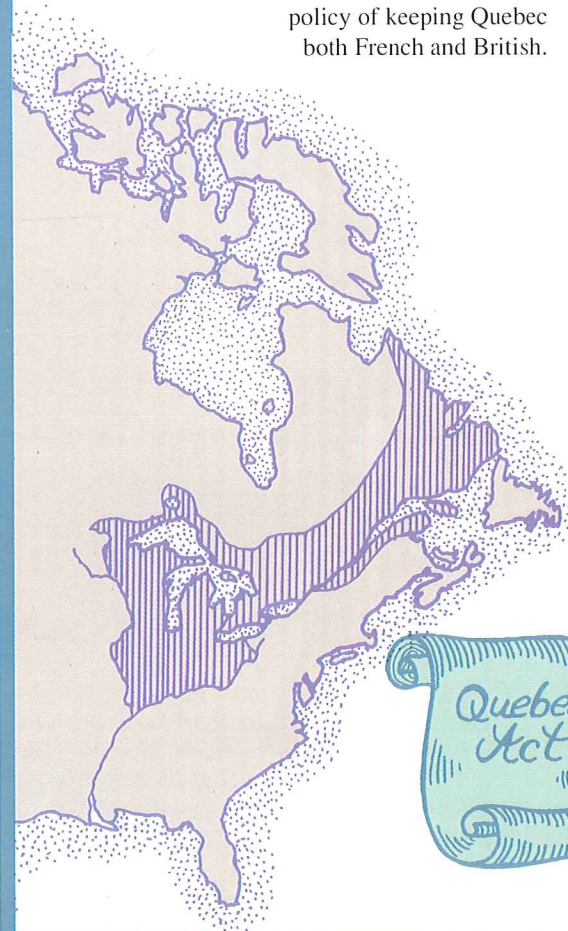 policy of keeping Quebec
both French and British.
Quebe
Act